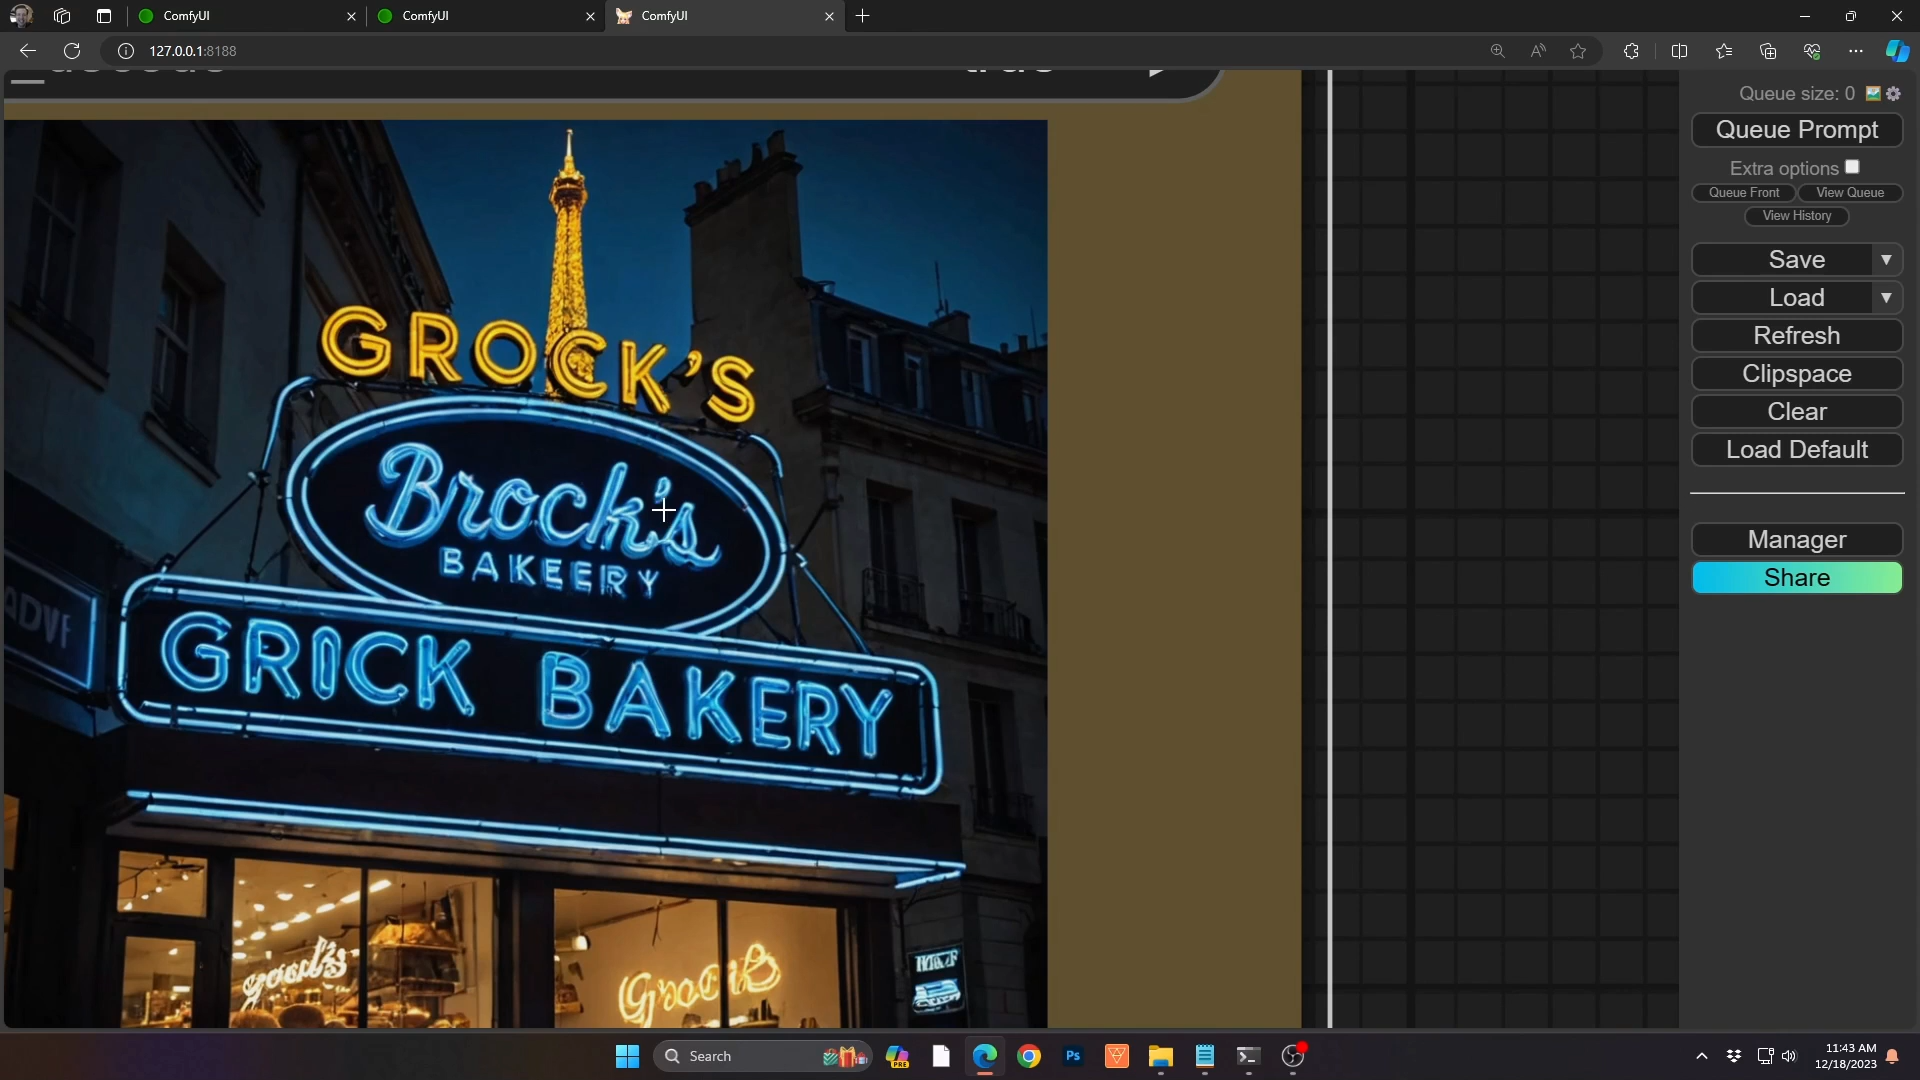 ComfyUI
ComfyUI
ComfyUI
127.0.0.1:8188
Queue size: 0
Queue Prompt
Extra options
Queue Front
View Queue
View History
Save
Load
Refresh
Clipspace
Clear
Load Default
Manager
Share
GROCK'S
Brock's
BAKEERY
GRICK BAKERY
Search
PRE
Ps
11:43 AM
12/18/2023